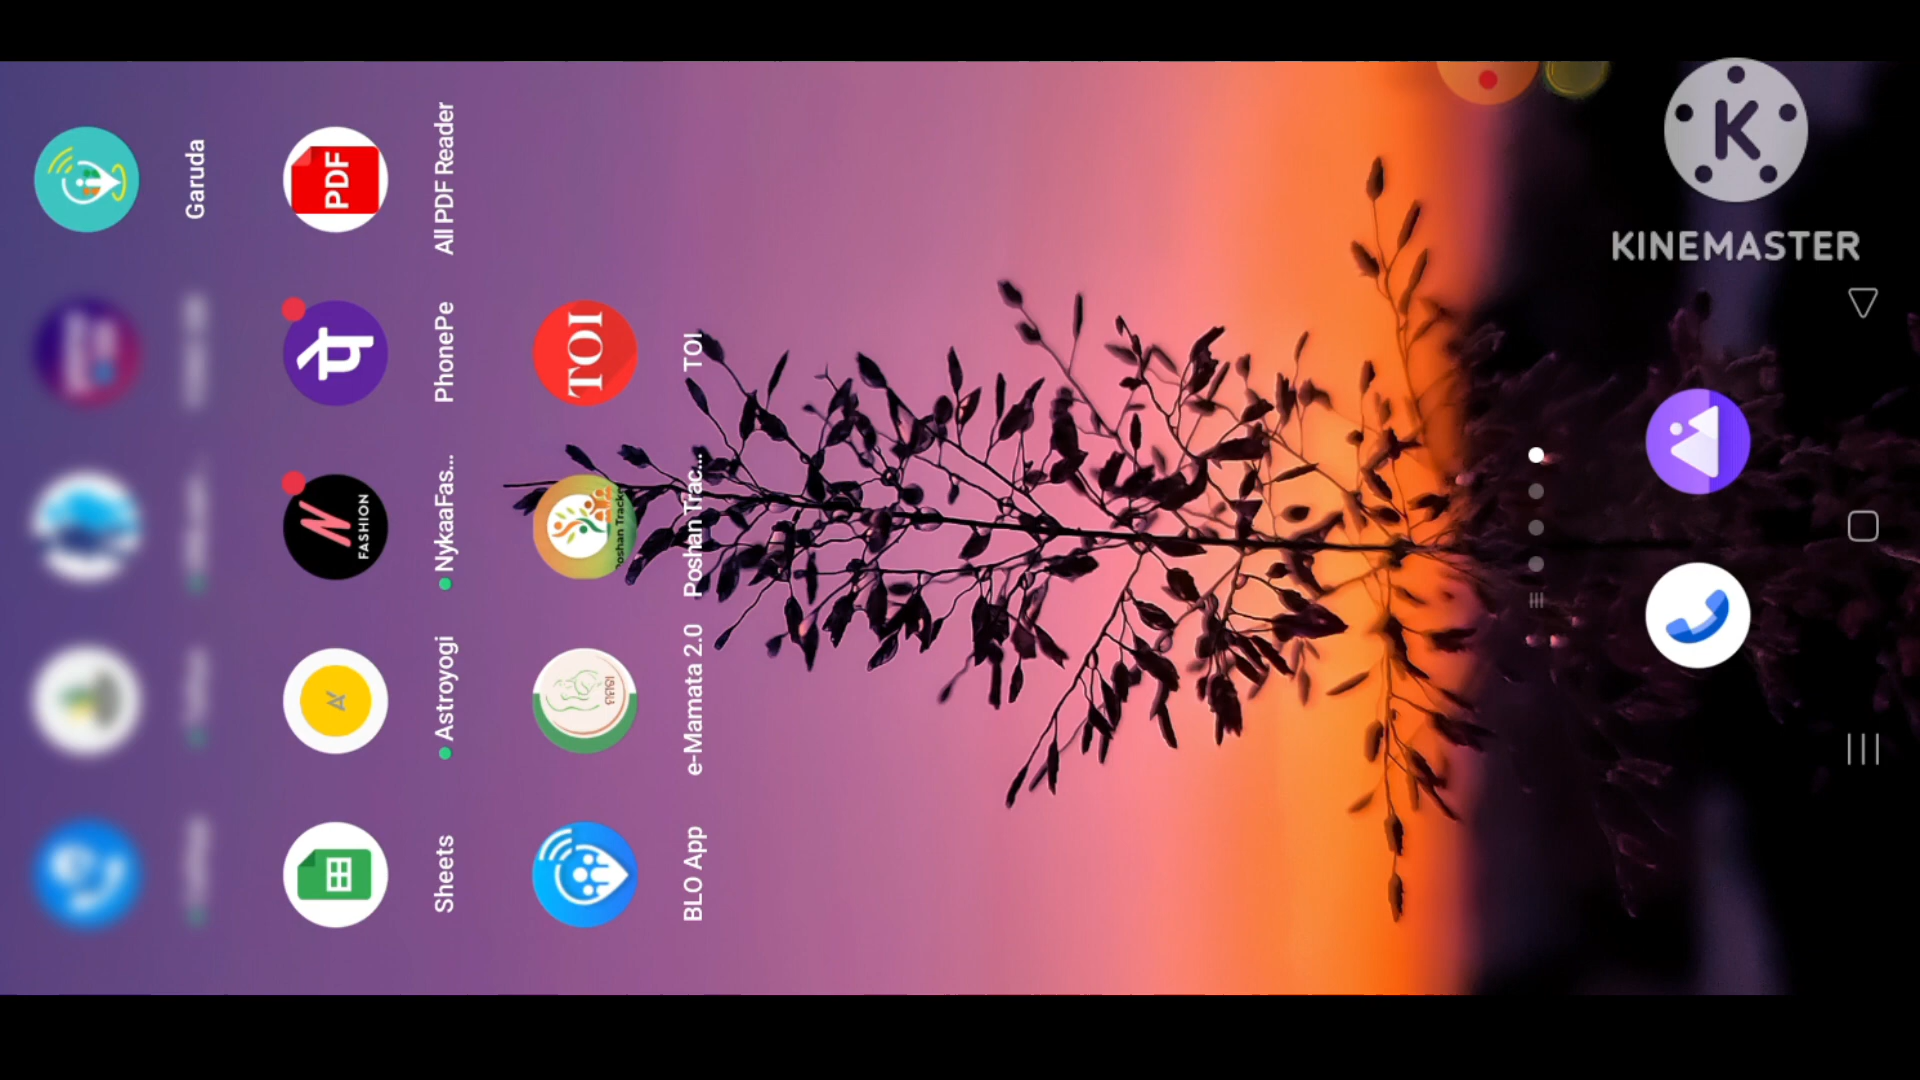 Garuda
N
FASHION
पे
PDF
Sheets
Astroyogi
NykaaFas...
PhonePe
All PDF Reader
TOI
BLO App
e-Mamata 2.0
Poshan Trac...
TOI
K
KINEMASTER